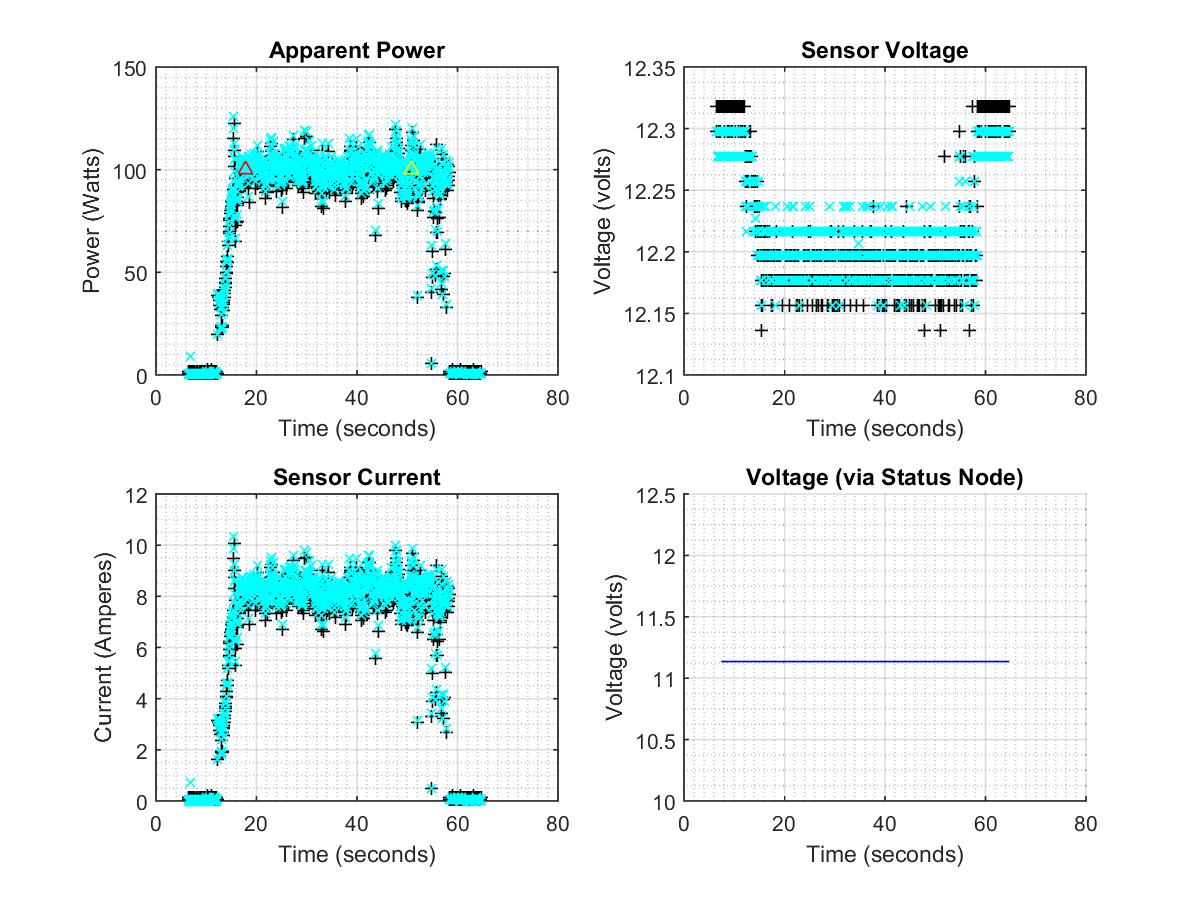 Apparent Power
150
100
50
0
0 20 40 60 80
Power (Watts)
Time (seconds)
Sensor Voltage
12.35
12.3
12.25
12.2
12.15
12.1
0 20 40 60 80
Voltage (volts)
Time (seconds)
Sensor Current
12
10
8
6
4
2
0
0 20 40 60 80
Current (Amperes)
Time (seconds)
Voltage (via Status Node)
12.5
12
11.5
11
10.5
10
0 20 40 60 80
Voltage (volts)
Time (seconds)